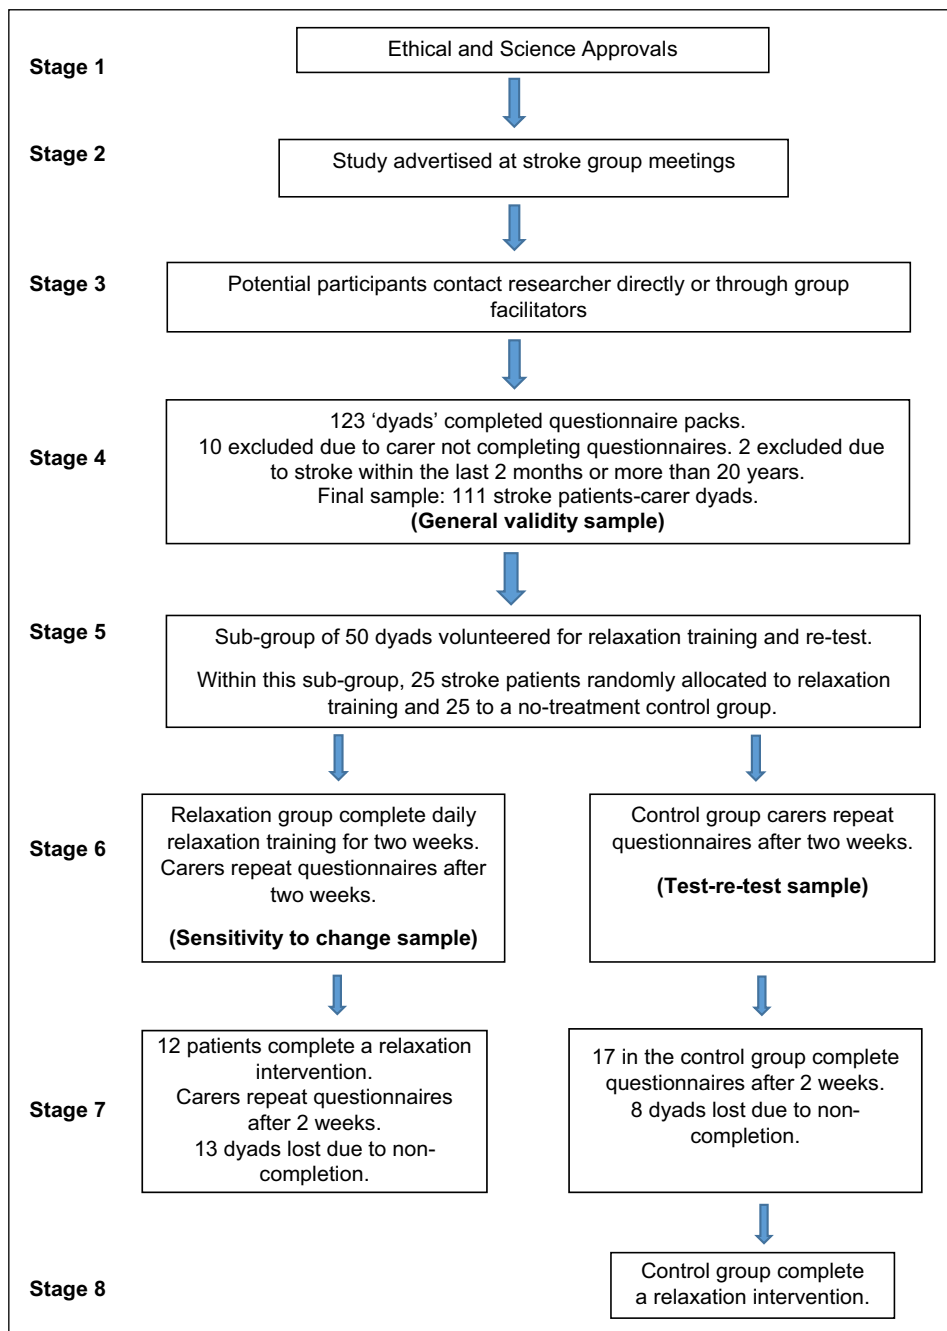 Stage 1
Ethical and Science Approvals
Stage 2
Study advertised at stroke group meetings
Stage 3
Potential participants contact researcher directly or through group
facilitators
Stage 4
123 ‘dyads’ completed questionnaire packs.
10 excluded due to carer not completing questionnaires. 2 excluded due
to stroke within the last 2 months or more than 20 years.
Final sample: 111 stroke patients-carer dyads.
(General validity sample)
Stage 5
Sub-group of 50 dyads volunteered for relaxation training and re-test.
Within this sub-group, 25 stroke patients randomly allocated to relaxation
training and 25 to a no-treatment control group.
Stage 6
Relaxation group complete daily
relaxation training for two weeks.
Carers repeat questionnaires after
two weeks.
(Sensitivity to change sample)
Control group carers repeat
questionnaires after two weeks.
(Test-re-test sample)
Stage 7
12 patients complete a relaxation
intervention.
Carers repeat questionnaires
after 2 weeks.
13 dyads lost due to non-
completion.
17 in the control group complete
questionnaires after 2 weeks.
8 dyads lost due to non-
completion.
Stage 8
Control group complete
a relaxation intervention.